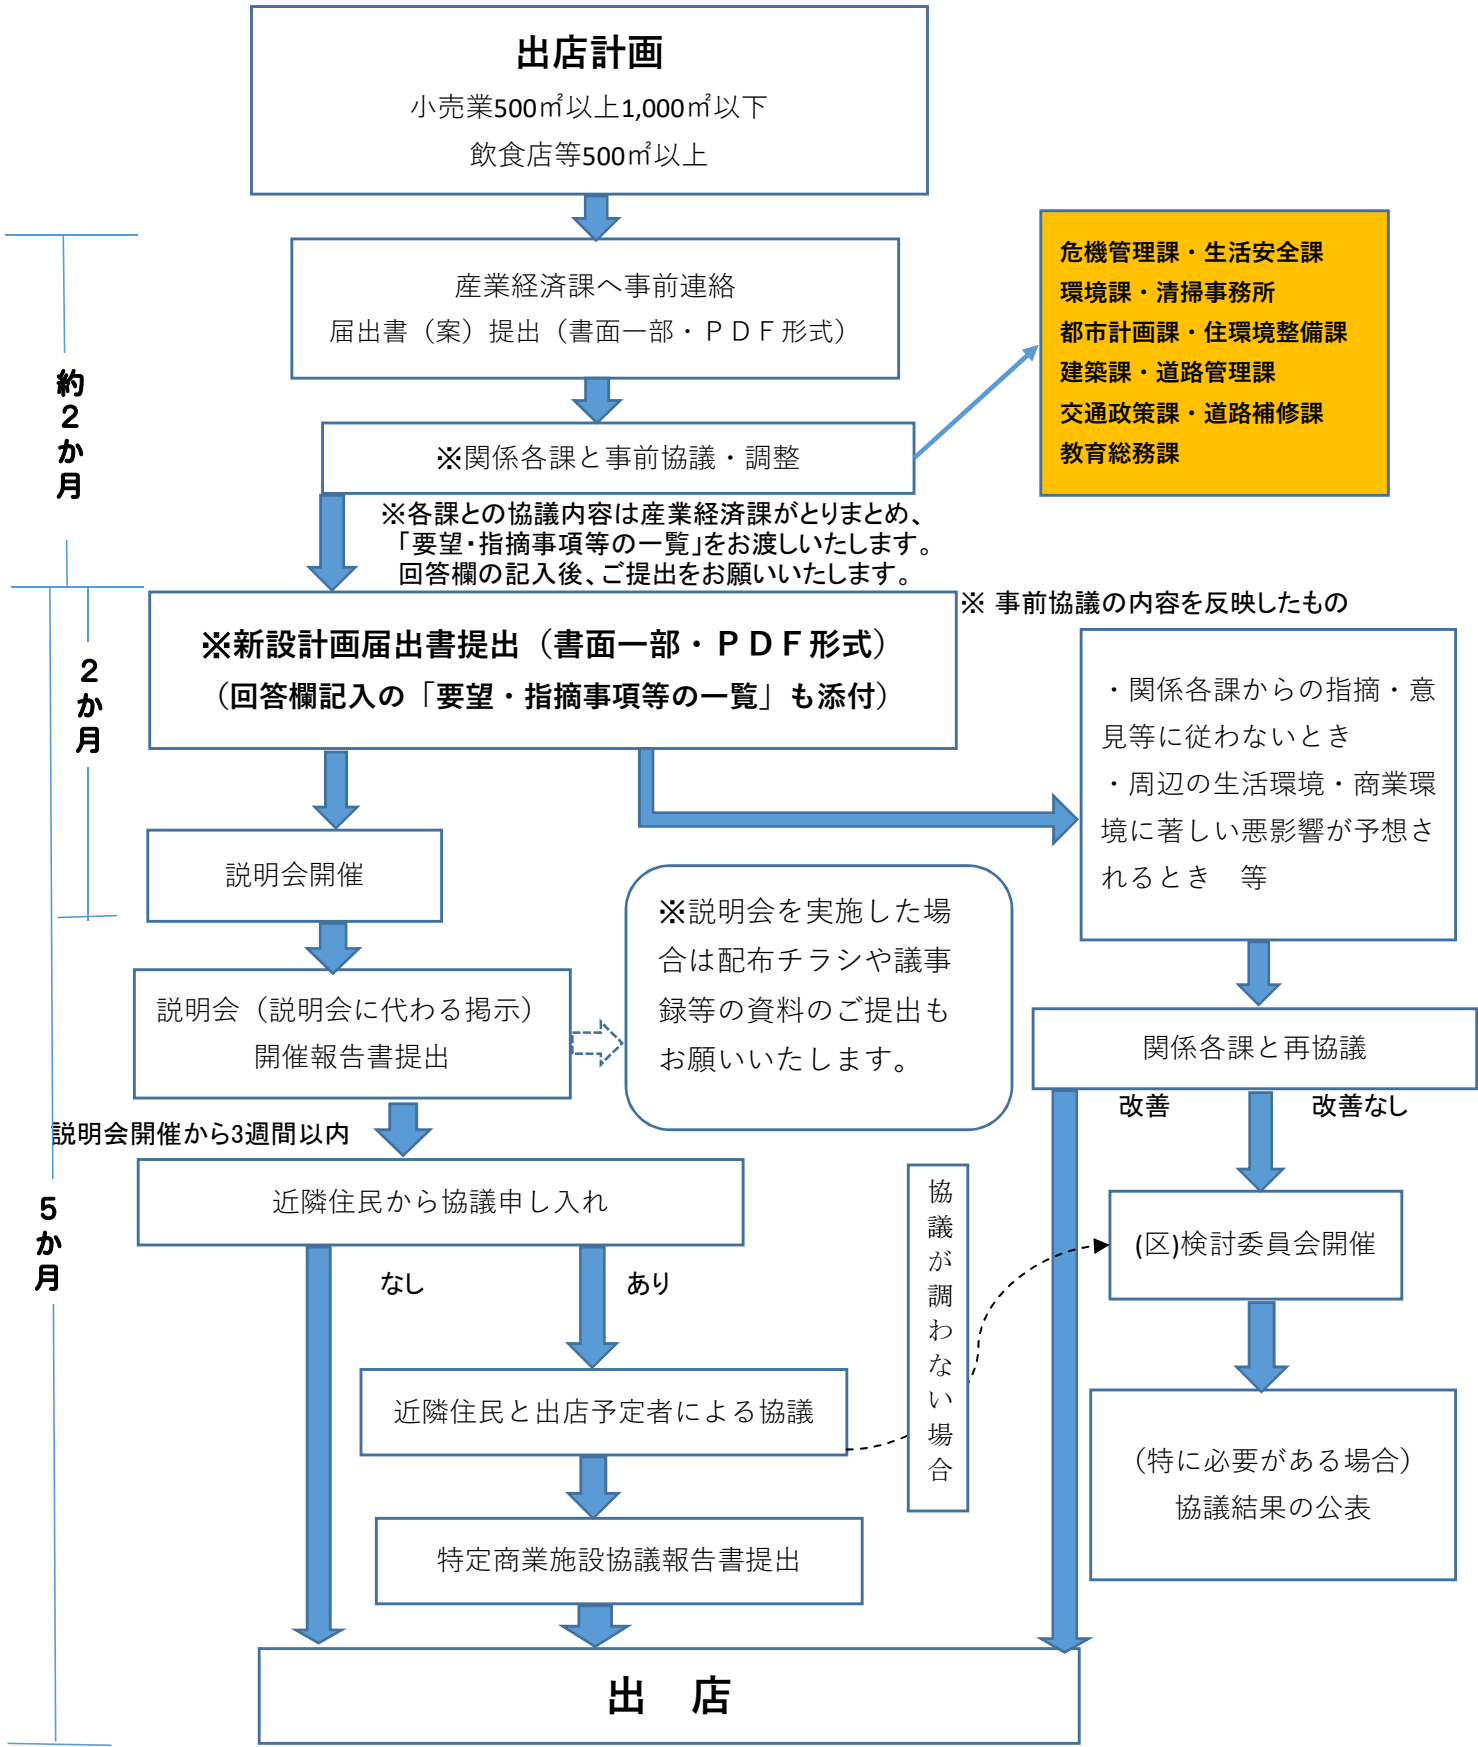 出店計画
小売業500㎡以上1,000㎡以下
飲食店等500㎡以上
産業経済課へ事前連絡
届出書（案）提出（書面一部・ＰＤＦ形式）
危機管理課・生活安全課
環境課・清掃事務所
都市計画課・住環境整備課
建築課・道路管理課
交通政策課・道路補修課
教育総務課
約２か月
※関係各課と事前協議・調整
※各課との協議内容は産業経済課がとりまとめ、
「要望・指摘事項等の一覧」をお渡しいたします。
回答欄の記入後、ご提出をお願いいたします。
※ 事前協議の内容を反映したもの
※新設計画届出書提出（書面一部・ＰＤＦ形式）
（回答欄記入の「要望・指摘事項等の一覧」も添付）
２か月
・関係各課からの指摘・意
見等に従わないとき
・周辺の生活環境・商業環
境に著しい悪影響が予想さ
れるとき　等
説明会開催
※説明会を実施した場
合は配布チラシや議事
録等の資料のご提出も
お願いいたします。
説明会（説明会に代わる掲示）
開催報告書提出
関係各課と再協議
改善
改善なし
説明会開催から3週間以内
５か月
近隣住民から協議申し入れ
なし
あり
協議が調わない場合
(区)検討委員会開催
近隣住民と出店予定者による協議
（特に必要がある場合）
協議結果の公表
特定商業施設協議報告書提出
出　店